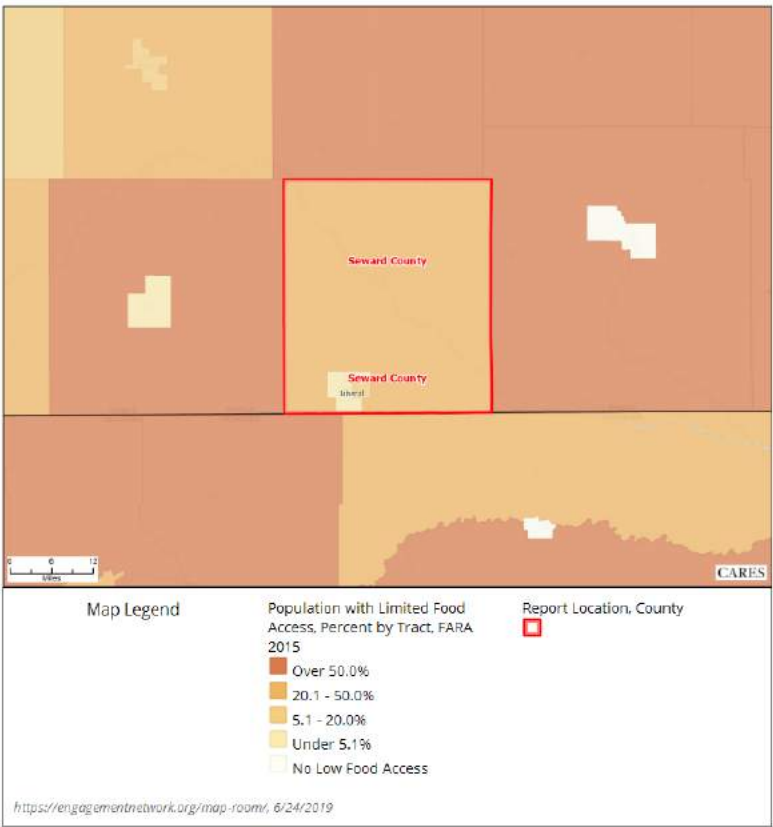 Seward County
Seward County
liberal
0 6 12
Miles
CARES
Map Legend
Population with Limited Food
Access, Percent by Tract, FARA
2015
Over 50.0%
20.1 - 50.0%
5.1 - 20.0%
Under 5.1%
No Low Food Access
Report Location, County
https://engagementnetwork.org/map-room/, 6/24/2019